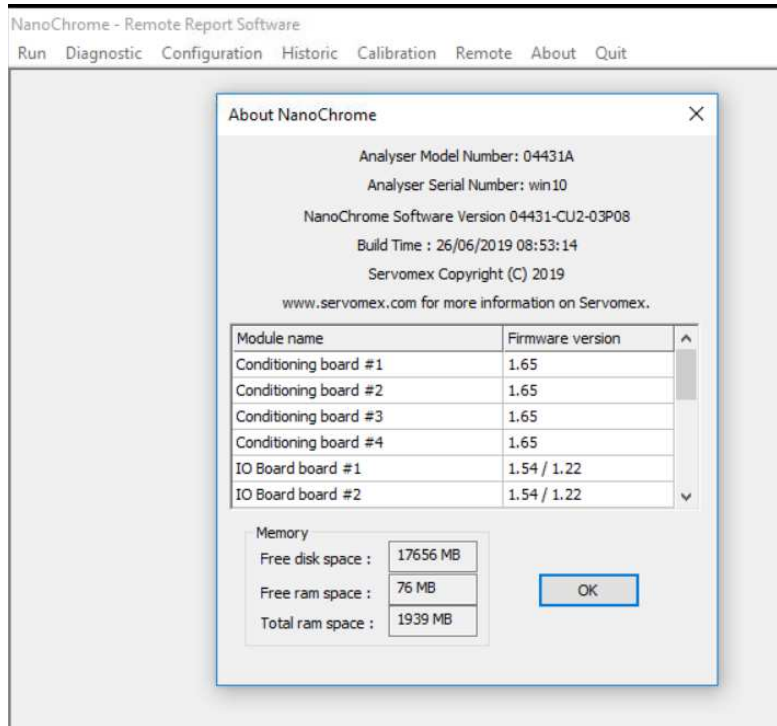 NanoChrome - Remote Report Software
Run Diagnostic Configuration Historic Calibration Remote About Quit
About NanoChrome
Analyser Model Number: 04431A
Analyser Serial Number: win10
NanoChrome Software Version 04431-CU2-03P08
Build Time : 26/06/2019 08:53:14
Servomex Copyright (C) 2019
www.servomex.com for more information on Servomex.
Module name Firmware version
Conditioning board #1 1.65
Conditioning board #2 1.65
Conditioning board #3 1.65
Conditioning board #4 1.65
IO Board board #1 1.54 / 1.22
IO Board board #2 1.54 / 1.22
Memory
Free disk space : 17656 MB
Free ram space : 76 MB
OK
Total ram space : 1939 MB